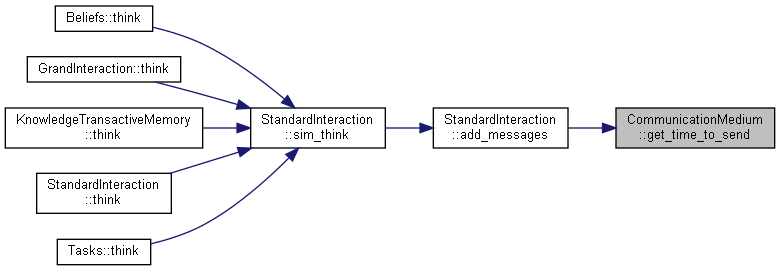 Beliefs::think
GrandInteraction::think
KnowledgeTransactiveMemory
::think
StandardInteraction
::think
Tasks::think
StandardInteraction
::sim_think
StandardInteraction
::add_messages
CommunicationMedium
::get_time_to_send